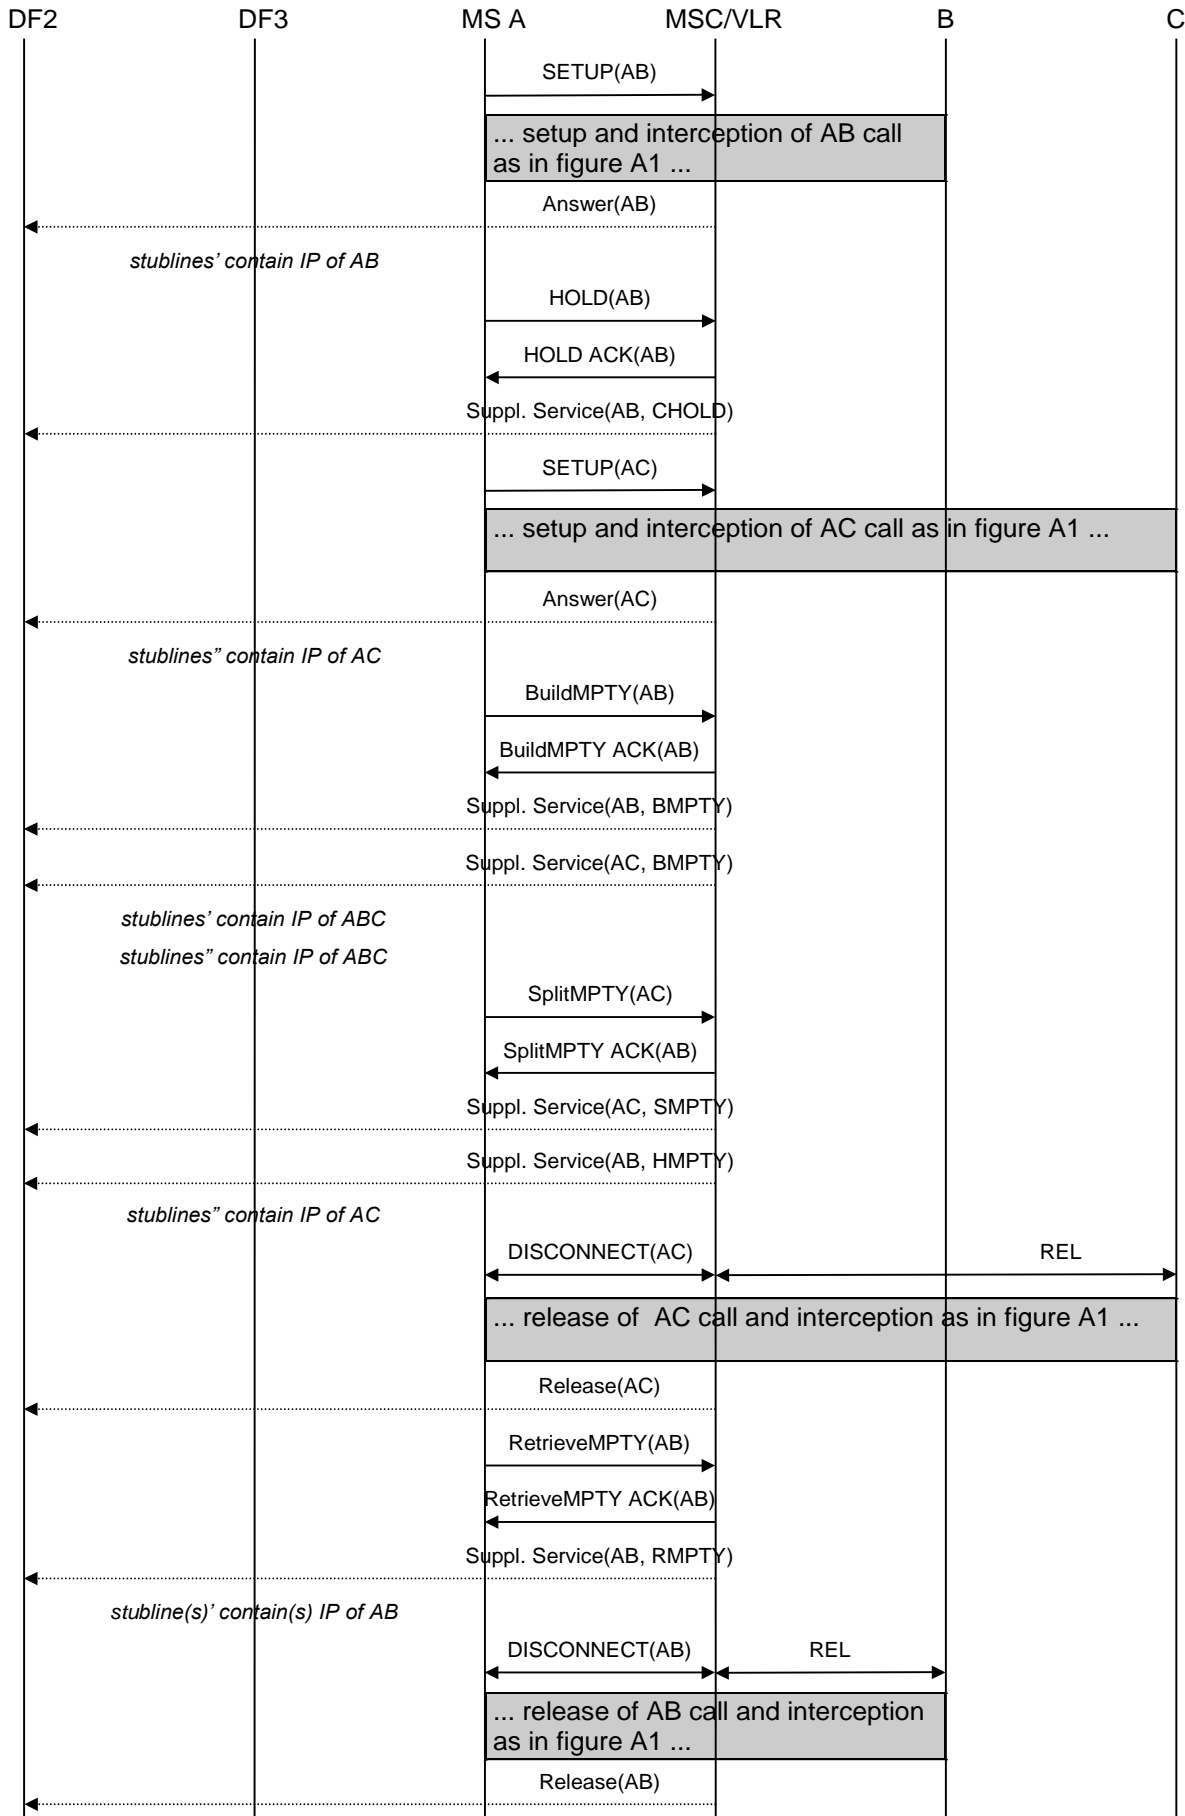 DF2 DF3 MS A MSC/VLR B C
SETUP(AB)
... setup and interception of AB call
as in figure A1 ...
Answer(AB)
stublines’ contain IP of AB
HOLD(AB)
HOLD ACK(AB)
Suppl. Service(AB, CHOLD)
SETUP(AC)
... setup and interception of AC call as in figure A1 ...
Answer(AC)
stublines” contain IP of AC
BuildMPTY(AB)
BuildMPTY ACK(AB)
Suppl. Service(AB, BMPTY)
Suppl. Service(AC, BMPTY)
stublines’ contain IP of ABC
stublines” contain IP of ABC
SplitMPTY(AC)
SplitMPTY ACK(AB)
Suppl. Service(AC, SMPTY)
Suppl. Service(AB, HMPTY)
stublines” contain IP of AC
DISCONNECT(AC) REL
... release of  AC call and interception as in figure A1 ...
Release(AC)
RetrieveMPTY(AB)
RetrieveMPTY ACK(AB)
Suppl. Service(AB, RMPTY)
stubline(s)’ contain(s) IP of AB
DISCONNECT(AB) REL
... release of AB call and interception
as in figure A1 ...
Release(AB)